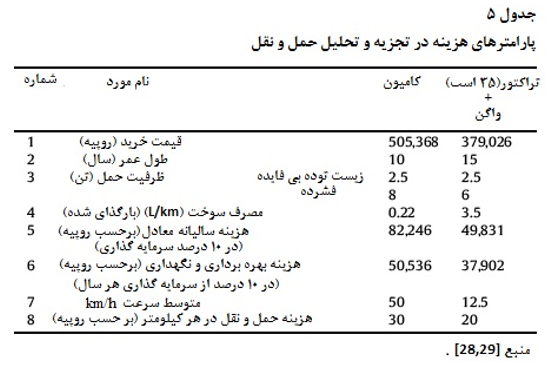 جدول ۵
پارامترهای هزینه در تجزیه و تحلیل حمل و نقل
شماره نام مورد کامیون تراکتور(۳۵ اسب)
+
واگن
1 قیمت خرید (روپیه) 505,368 379,026
2 طول عمر (سال) 10 15
3 ظرفیت حمل (تن) زیست توده بی فایده 2.5 2.5
فشرده 8 6
4 مصرف سوخت (L/km) (بارگذای شده) 0.22 3.5
5 هزینه سالیانه معادل(برحسب روپیه) 82,246 49,831
(در ۱۰ درصد سرمایه گذاری)
6 هزینه بهره برداری و نگهداری (برحسب روپیه) 50,536 37,902
(در ۱۰ درصد از سرمایه گذاری هر سال)
7 متوسط سرعت km/h 50 12.5
8 هزینه حمل و نقل در هر کیلومتر (بر حسب روپیه) 30 20
منبع [28,29] .